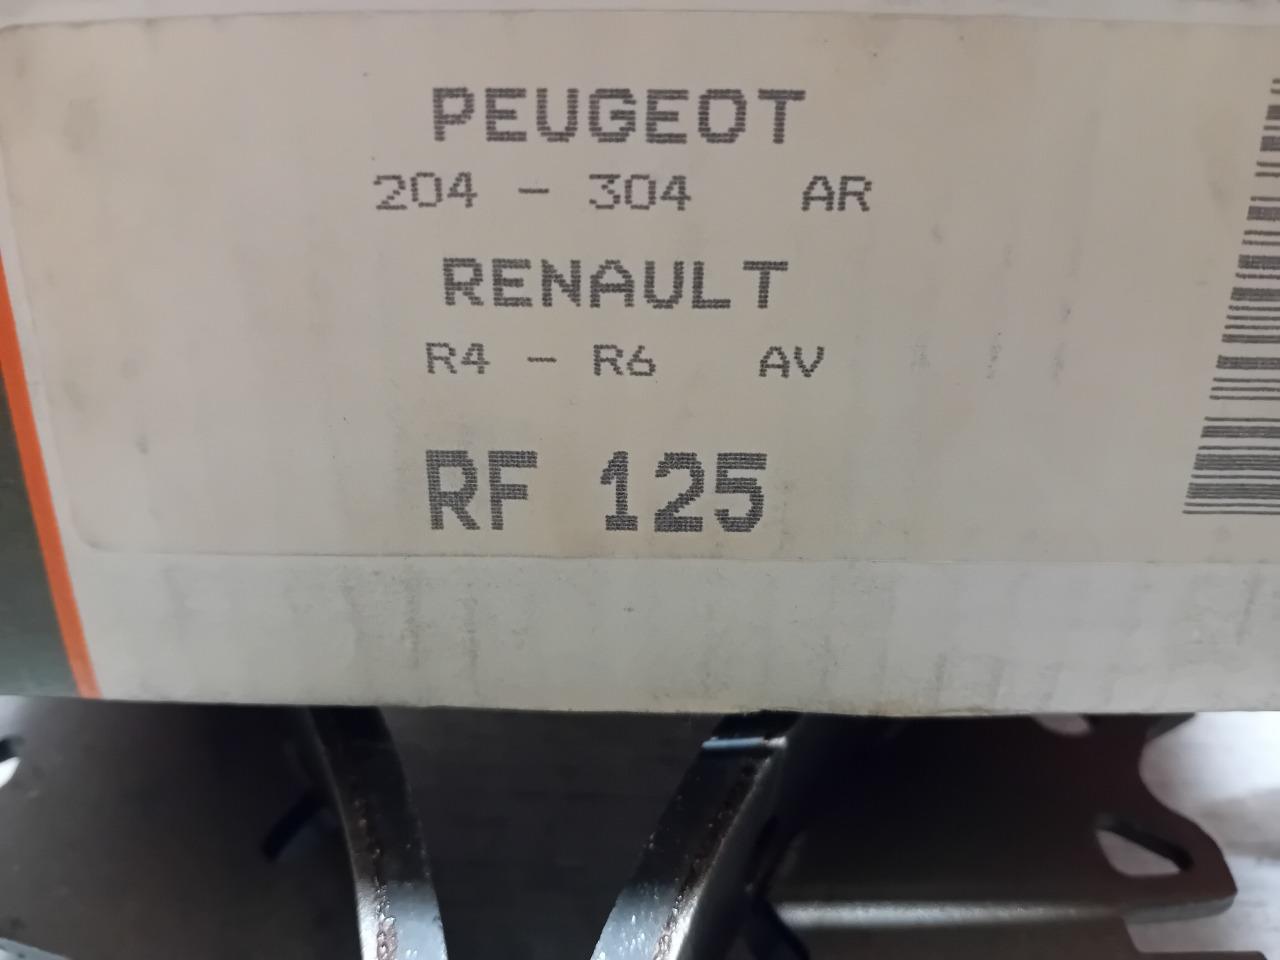 PEUGEOT
204 - 304 AR
RENAULT
R4 - R6 AV
RF 125